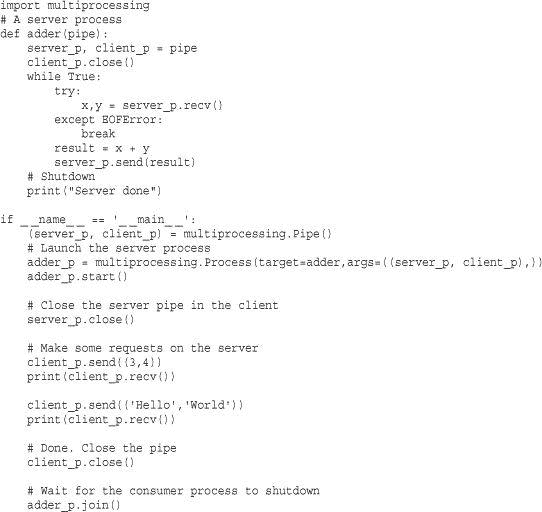 import multiprocessing
# A server process
def adder(pipe):
    server_p, client_p = pipe
    client_p.close()
    while True:
        try:
            x,y = server_p.recv()
        except EOFError:
            break
        result = x + y
        server_p.send(result)
    # Shutdown
    print("Server done")

if __name__ == '__main__':
    (server_p, client_p) = multiprocessing.Pipe()
    # Launch the server process
    adder_p = multiprocessing.Process(target=adder,args=((server_p, client_p),))
    adder_p.start()

    # Close the server pipe in the client
    server_p.close()

    # Make some requests on the server
    client_p.send((3,4))
    print(client_p.recv())

    client_p.send(('Hello','World'))
    print(client_p.recv())

    # Done. Close the pipe
    client_p.close()

    # Wait for the consumer process to shutdown
    adder_p.join()